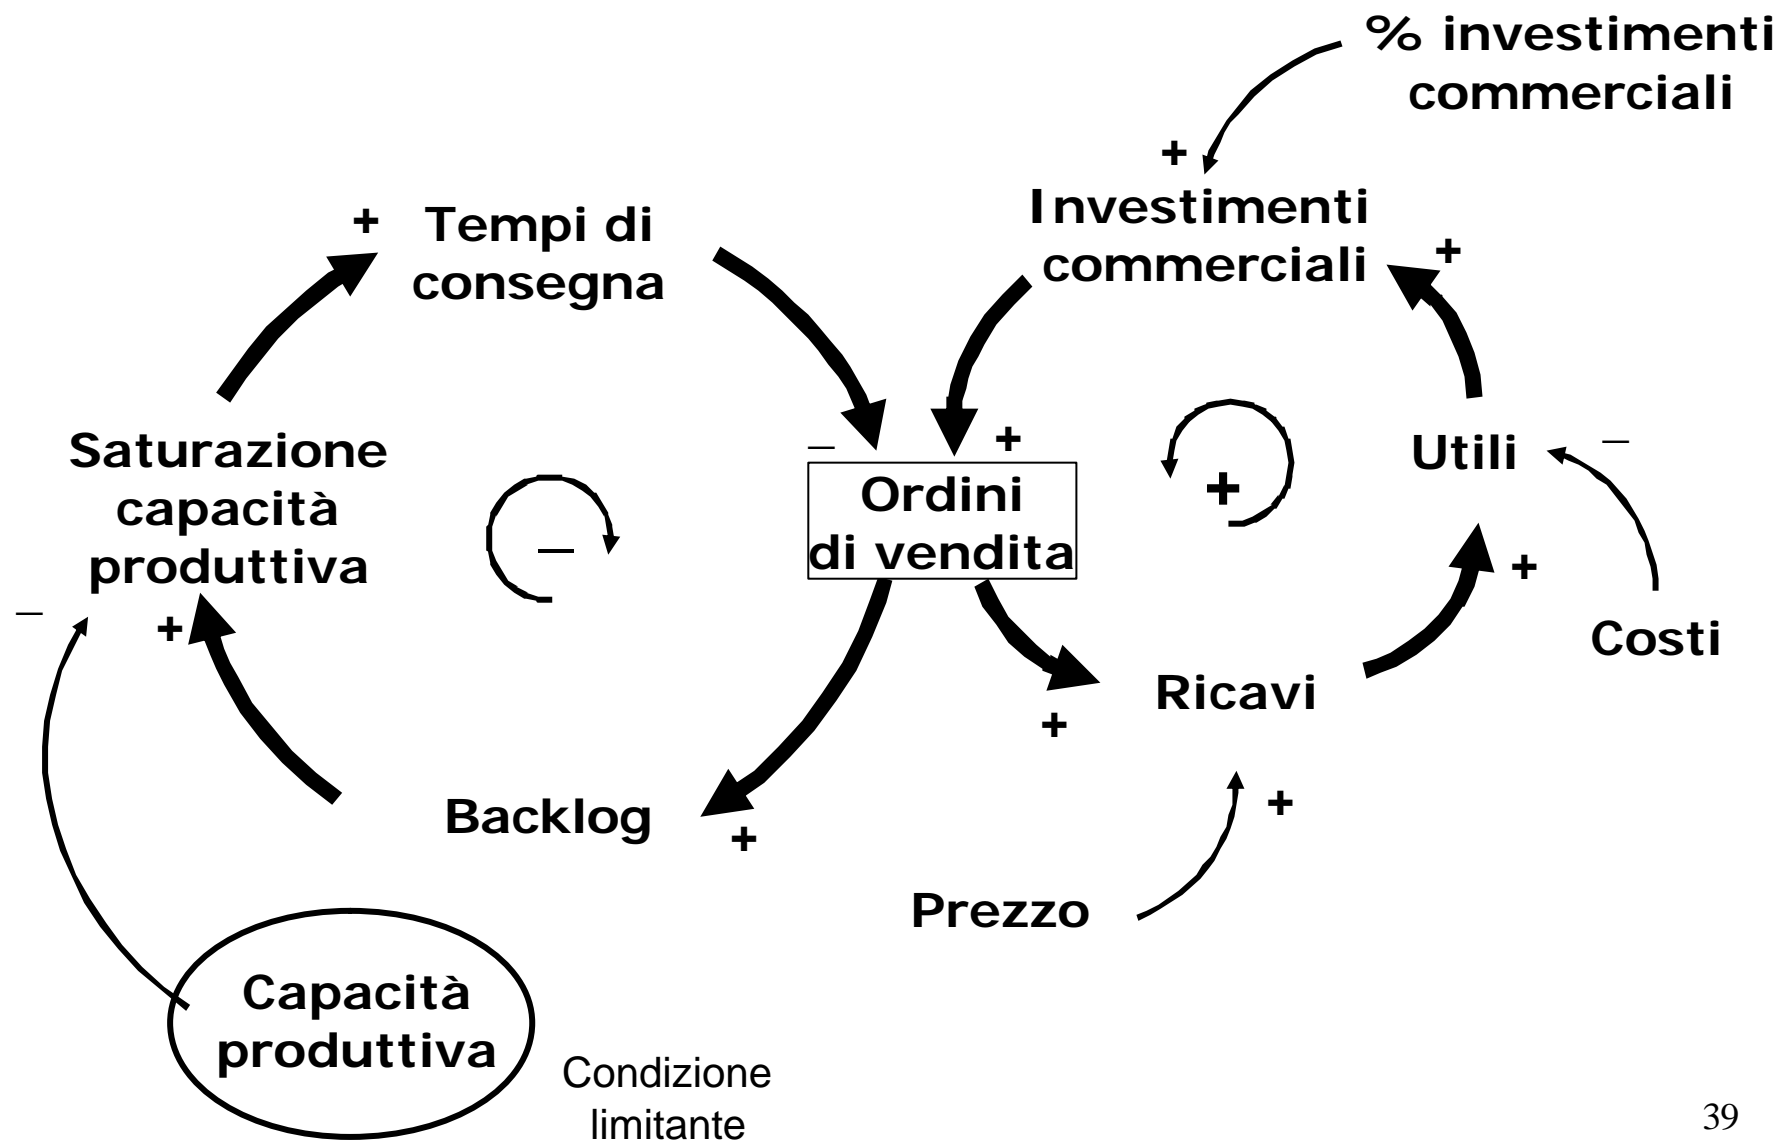 % investimenti
commerciali
+
Investimenti
commerciali
+
+ Tempi di
consegna
Saturazione
capacità
produttiva
–
+
–
– +
Ordini
di vendita
+
Utili
–
+
Costi
Ricavi
+
+
Backlog
+
Prezzo
Capacità
produttiva
Condizione
limitante
39